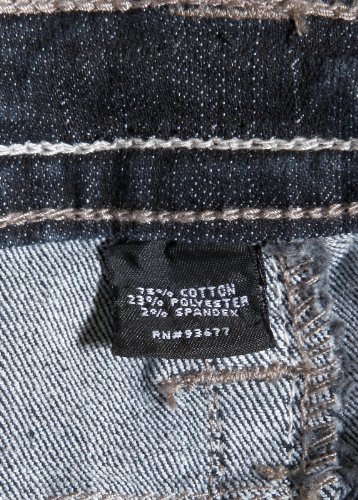 75% COTTON
23% POLYESTER
2% SPANDEX
RN#93677